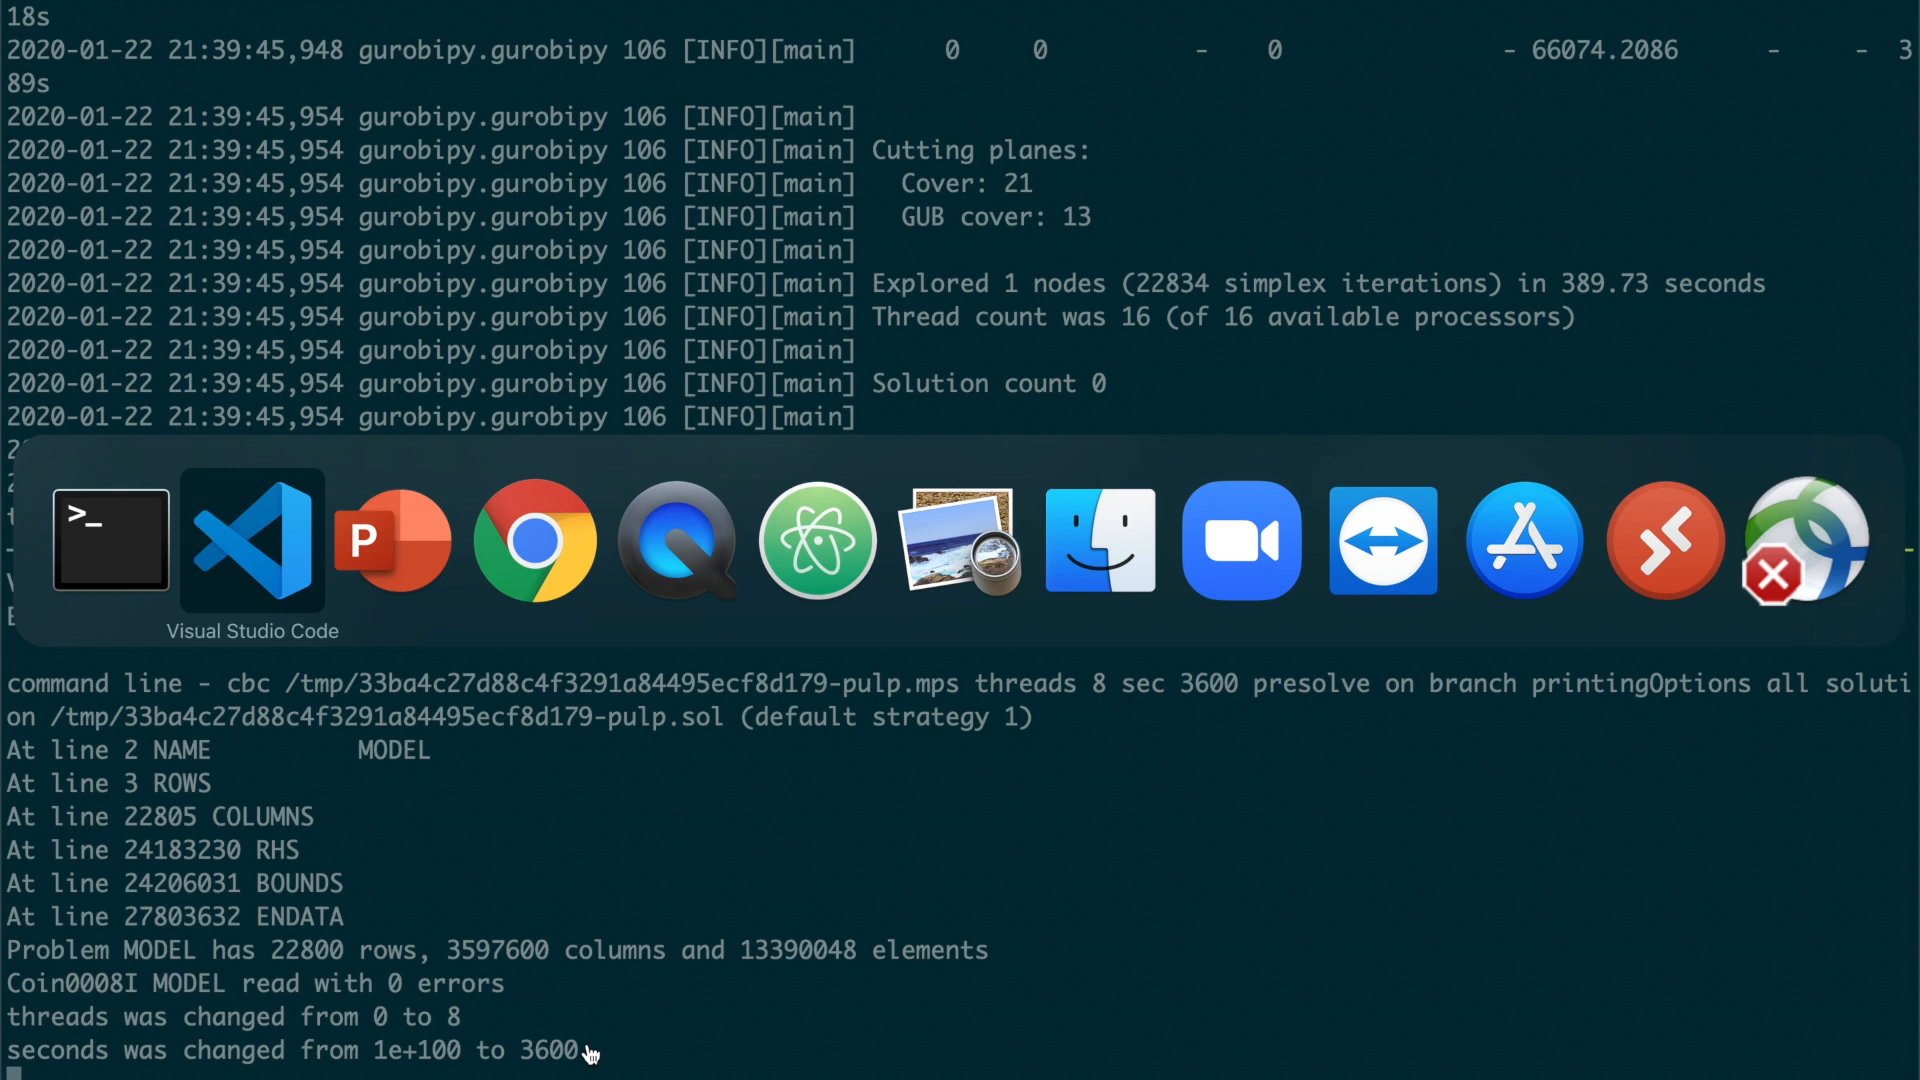 18s
2020-01-22 21:39:45,948 gurobipy.gurobipy 106 [INFO][main]      0     0          -    0               - 66074.2086      -     -  3
89s
2020-01-22 21:39:45,954 gurobipy.gurobipy 106 [INFO][main]
2020-01-22 21:39:45,954 gurobipy.gurobipy 106 [INFO][main] Cutting planes:
2020-01-22 21:39:45,954 gurobipy.gurobipy 106 [INFO][main]   Cover: 21
2020-01-22 21:39:45,954 gurobipy.gurobipy 106 [INFO][main]   GUB cover: 13
2020-01-22 21:39:45,954 gurobipy.gurobipy 106 [INFO][main]
2020-01-22 21:39:45,954 gurobipy.gurobipy 106 [INFO][main] Explored 1 nodes (22834 simplex iterations) in 389.73 seconds
2020-01-22 21:39:45,954 gurobipy.gurobipy 106 [INFO][main] Thread count was 16 (of 16 available processors)
2020-01-22 21:39:45,954 gurobipy.gurobipy 106 [INFO][main]
2020-01-22 21:39:45,954 gurobipy.gurobipy 106 [INFO][main] Solution count 0
2020-01-22 21:39:45,954 gurobipy.gurobipy 106 [INFO][main]
>_
P
Visual Studio Code
command line - cbc /tmp/33ba4c27d88c4f3291a84495ecf8d179-pulp.mps threads 8 sec 3600 presolve on branch printingOptions all soluti
on /tmp/33ba4c27d88c4f3291a84495ecf8d179-pulp.sol (default strategy 1)
At line 2 NAME          MODEL
At line 3 ROWS
At line 22805 COLUMNS
At line 24183230 RHS
At line 24206031 BOUNDS
At line 27803632 ENDATA
Problem MODEL has 22800 rows, 3597600 columns and 13390048 elements
Coin0008I MODEL read with 0 errors
threads was changed from 0 to 8
seconds was changed from 1e+100 to 3600